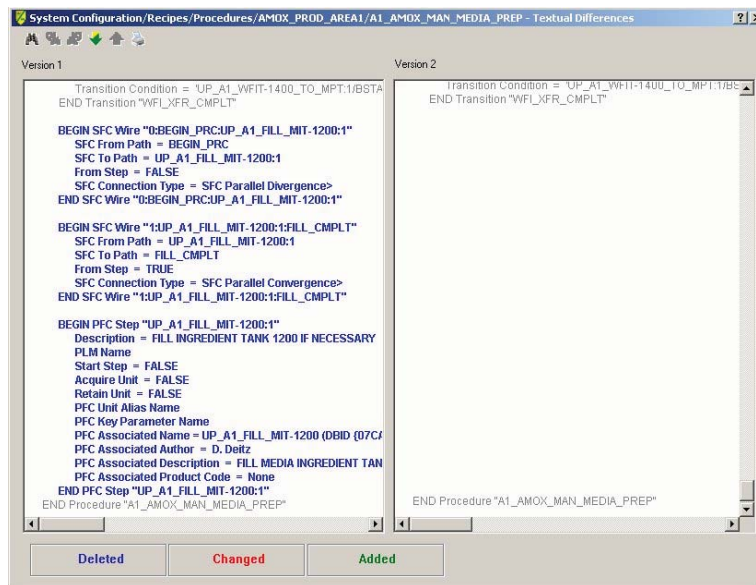 System Configuration/Recipes/Procedures/AMOX_PROD_AREA1/A1_AMOX_MAN_MEDIA_PREP - Textual Differences
Version 1
Transition Condition = 'UP_A1_WFIT-1400_TO_MPT:1/BSTA
END Transition "WFI_XFR_CMPLT"
BEGIN SFC Wire "0:BEGIN_PRC:UP_A1_FILL_MIT-1200:1"
SFC From Path = BEGIN_PRC
SFC To Path = UP_A1_FILL_MIT-1200:1
From Step = FALSE
SFC Connection Type = SFC Parallel Divergence>
END SFC Wire "0:BEGIN_PRC:UP_A1_FILL_MIT-1200:1"
BEGIN SFC Wire "1:UP_A1_FILL_MIT-1200:1:FILL_CMPLT"
SFC From Path = UP_A1_FILL_MIT-1200:1
SFC To Path = FILL_CMPLT
From Step = TRUE
SFC Connection Type = SFC Parallel Convergence>
END SFC Wire "1:UP_A1_FILL_MIT-1200:1:FILL_CMPLT"
BEGIN PFC Step "UP_A1_FILL_MIT-1200:1"
Description = FILL INGREDIENT TANK 1200 IF NECESSARY
PLM Name
Start Step = FALSE
Acquire Unit = FALSE
Retain Unit = FALSE
PFC Unit Alias Name
PFC Key Parameter Name
PFC Associated Name = UP_A1_FILL_MIT-1200 (DBID {07CA
PFC Associated Author = D. Deitz
PFC Associated Description = FILL MEDIA INGREDIENT TAN
PFC Associated Product Code = None
END PFC Step "UP_A1_FILL_MIT-1200:1"
END Procedure "A1_AMOX_MAN_MEDIA_PREP"
Version 2
Transition Condition = 'UP_A1_WFIT-1400_TO_MPT:1/BS
END Transition "WFI_XFR_CMPLT"
END Procedure "A1_AMOX_MAN_MEDIA_PREP"
Deleted
Changed
Added